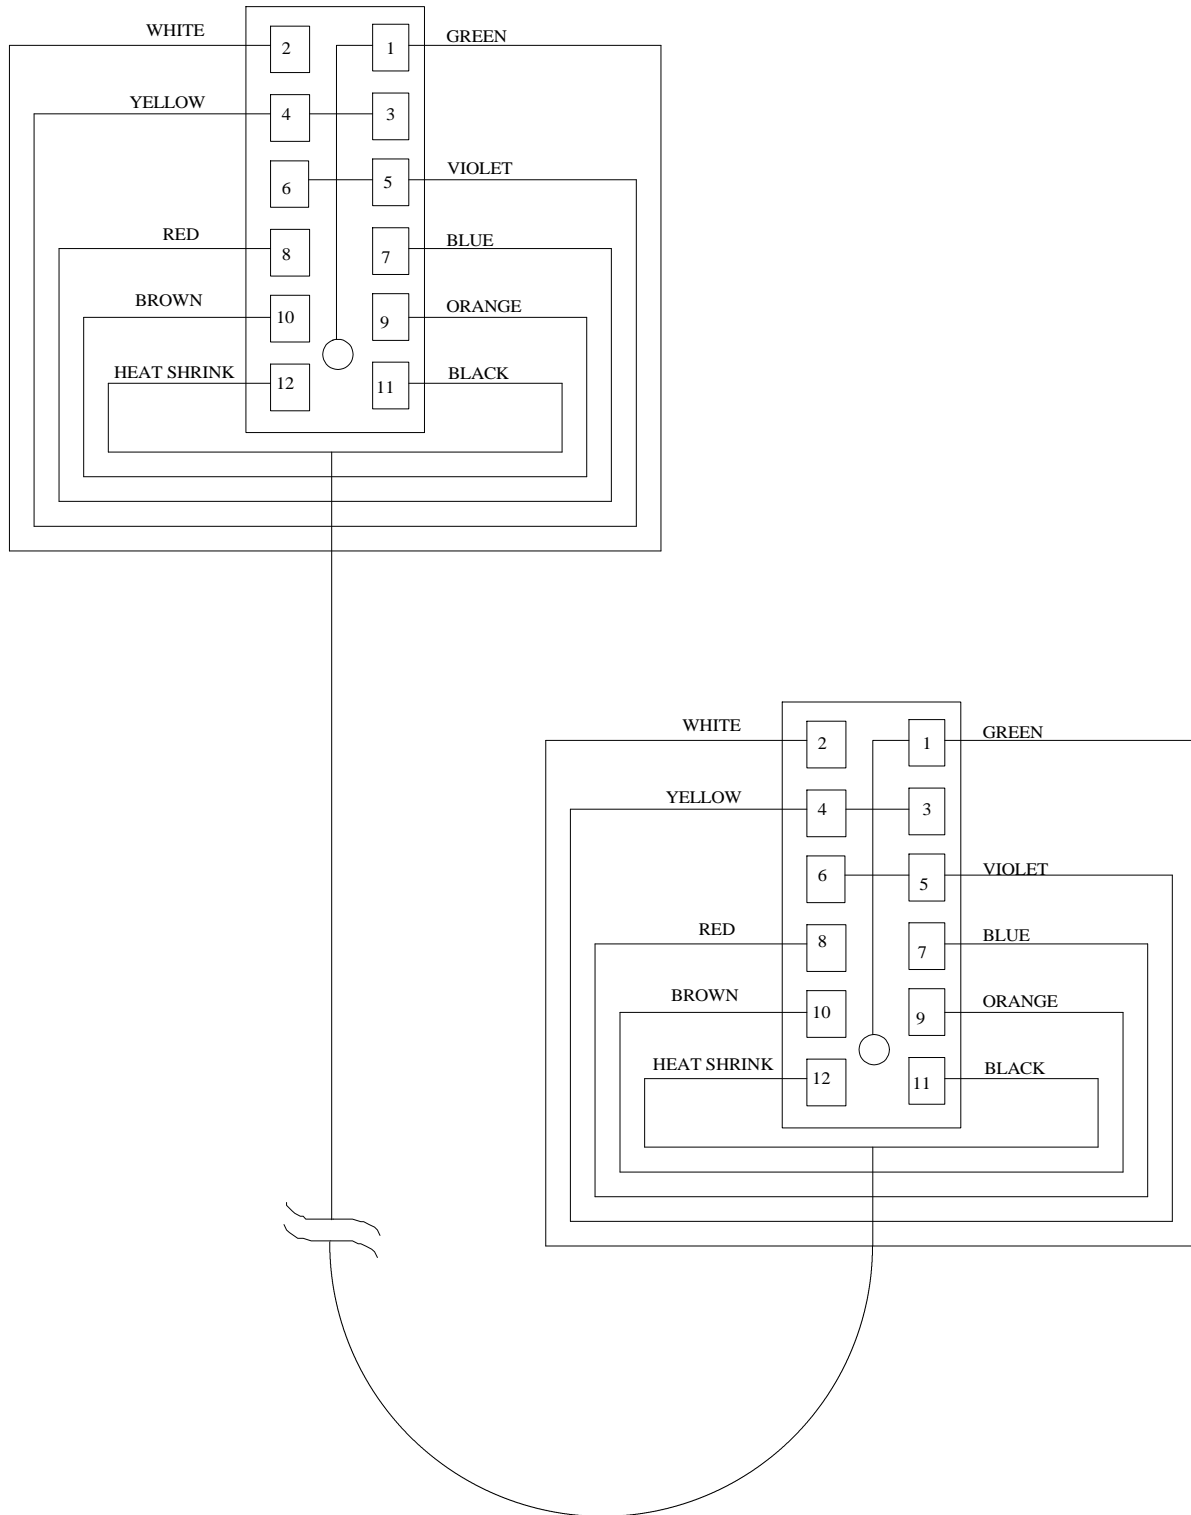 WHITE 2 1 GREEN
YELLOW 4 3
6 5 VIOLET
RED 8 7 BLUE
BROWN 10 9 ORANGE
HEAT SHRINK 12 11 BLACK
WHITE 2 1 GREEN
YELLOW 4 3
6 5 VIOLET
RED 8 7 BLUE
BROWN 10 9 ORANGE
HEAT SHRINK 12 11 BLACK